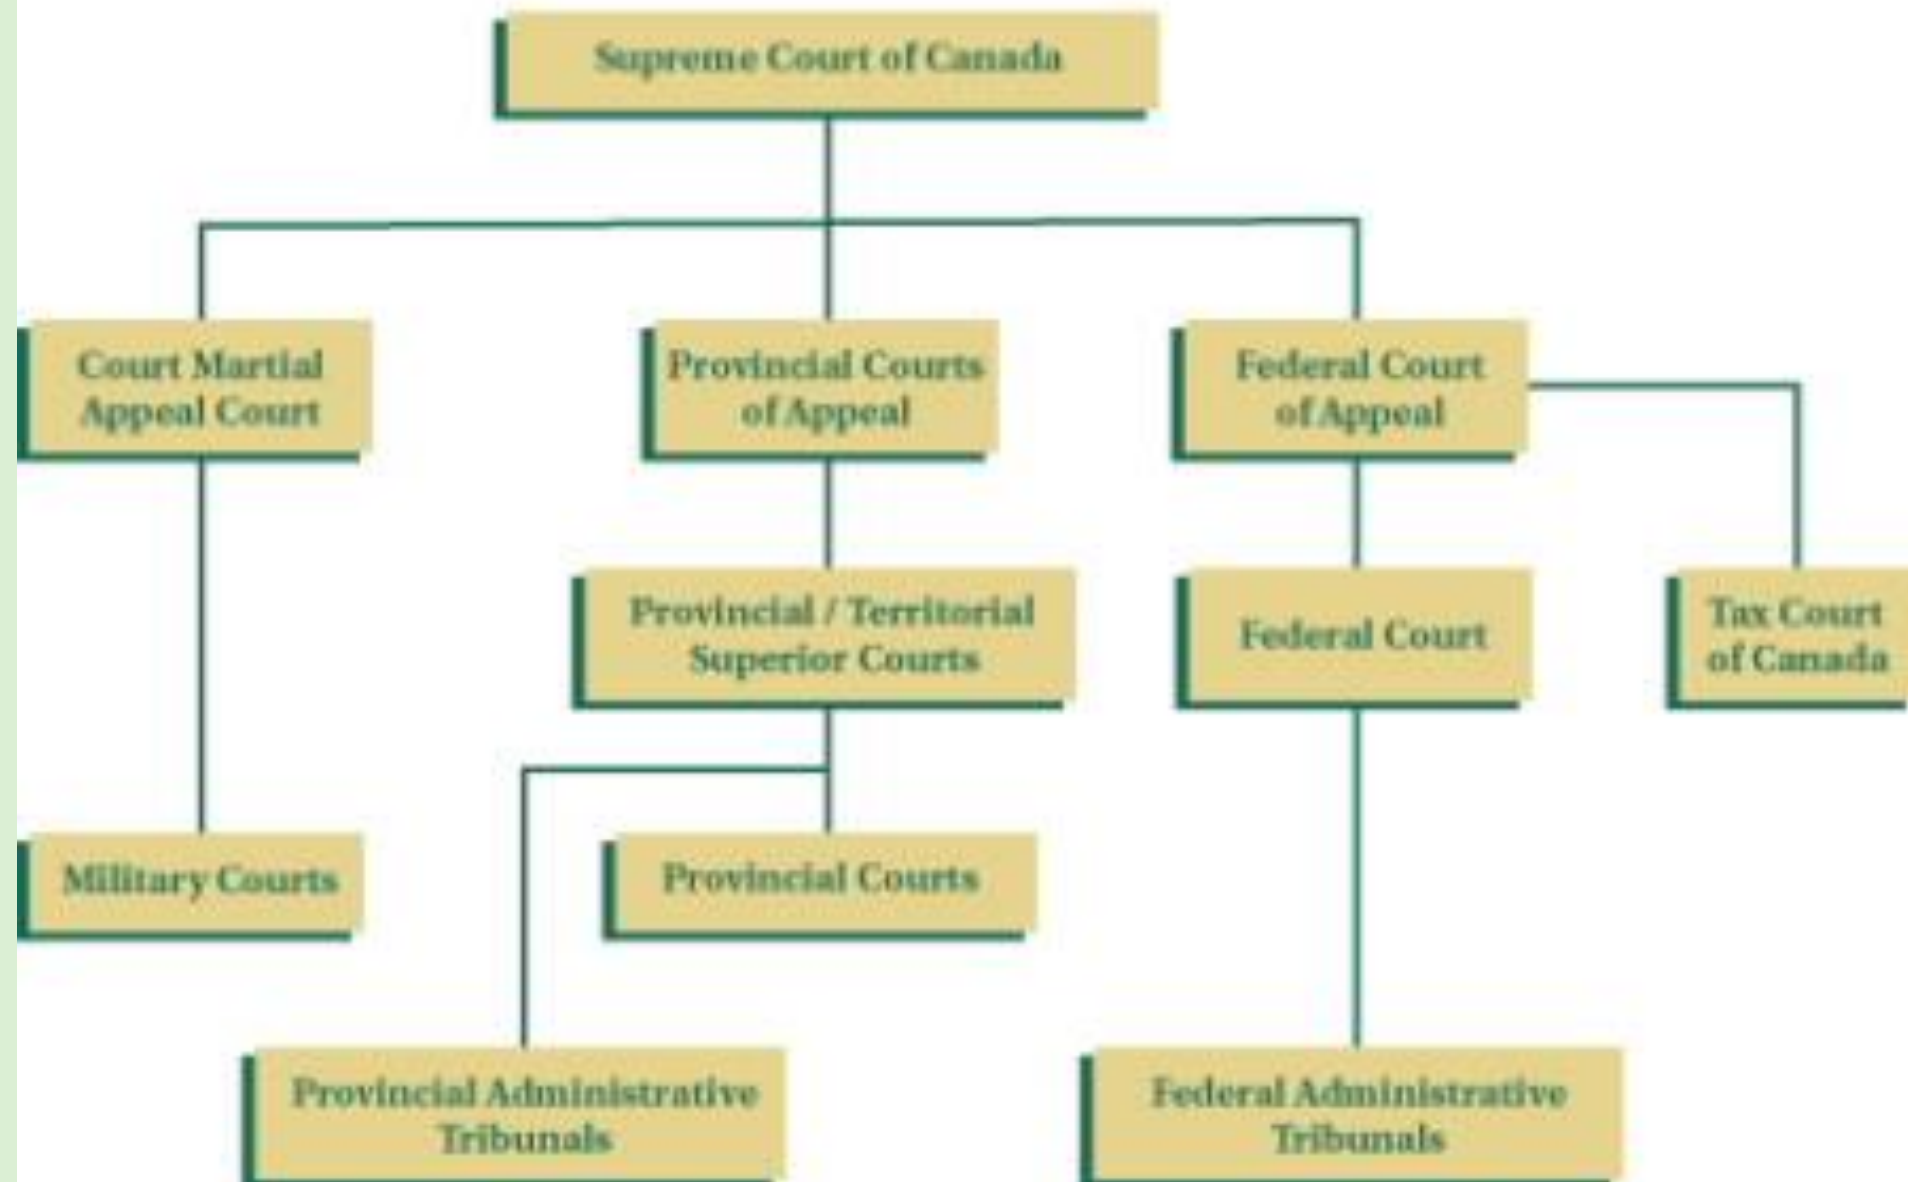 Supreme Court of Canada
Court Martial
Appeal Court
Provincial Courts
of Appeal
Federal Court
of Appeal
Provincial / Territorial
Superior Courts
Federal Court
Tax Court
of Canada
Military Courts
Provincial Courts
Provincial Administrative
Tribunals
Federal Administrative
Tribunals